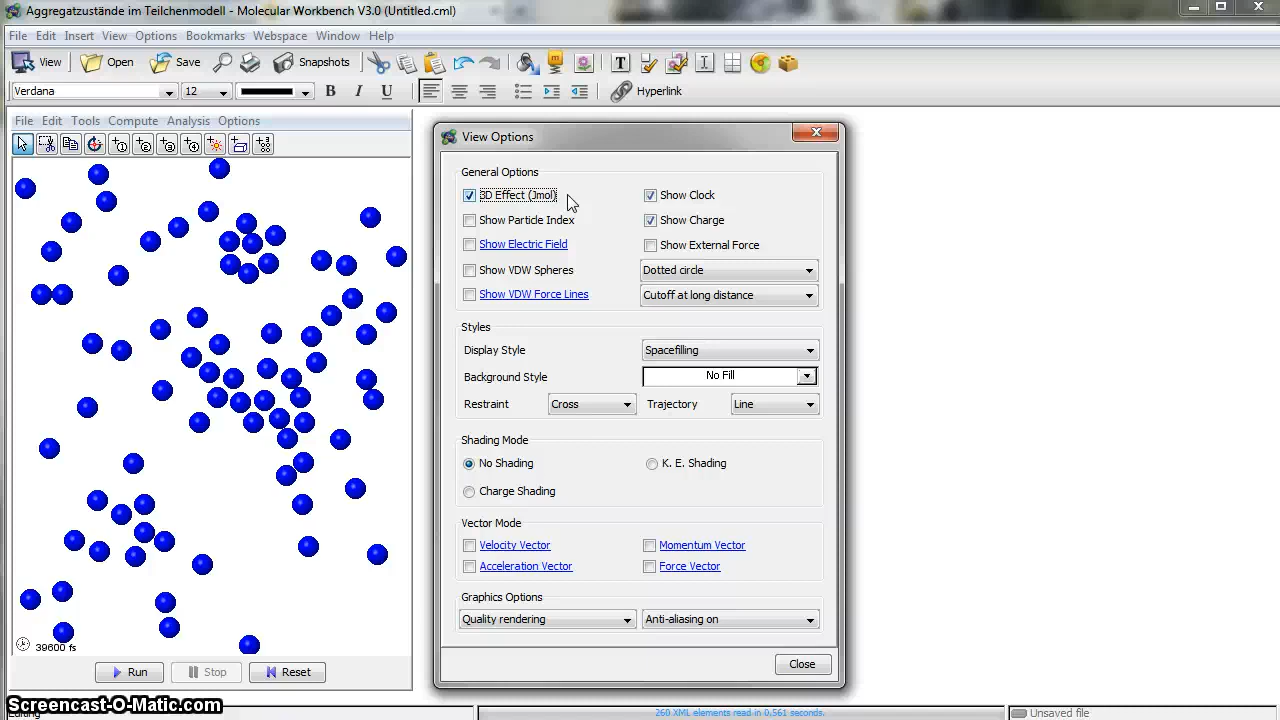 Aggregatzustände im Teilchenmodell - Molecular Workbench V3.0 (Untitled.cml)
File Edit Insert View Options Bookmarks Webspace Window Help
View Open Save Snapshots T
Verdana 12 B I U Hyperlink
File Edit Tools Compute Analysis Options
View Options
General Options
3D Effect (Jmol) Show Clock
Show Particle Index Show Charge
Show Electric Field Show External Force
Show VDW Spheres Dotted circle
Show VDW Force Lines Cutoff at long distance
Styles
Display Style Spacefilling
Background Style No Fill
Restraint Cross Trajectory Line
Shading Mode
No Shading K. E. Shading
Charge Shading
Vector Mode
Velocity Vector Momentum Vector
Acceleration Vector Force Vector
Graphics Options
Quality rendering Anti-aliasing on
Close
39600 fs
Run Stop Reset
Screencast-O-Matic.com
260 XML elements read in 0,561 seconds. Unsaved file